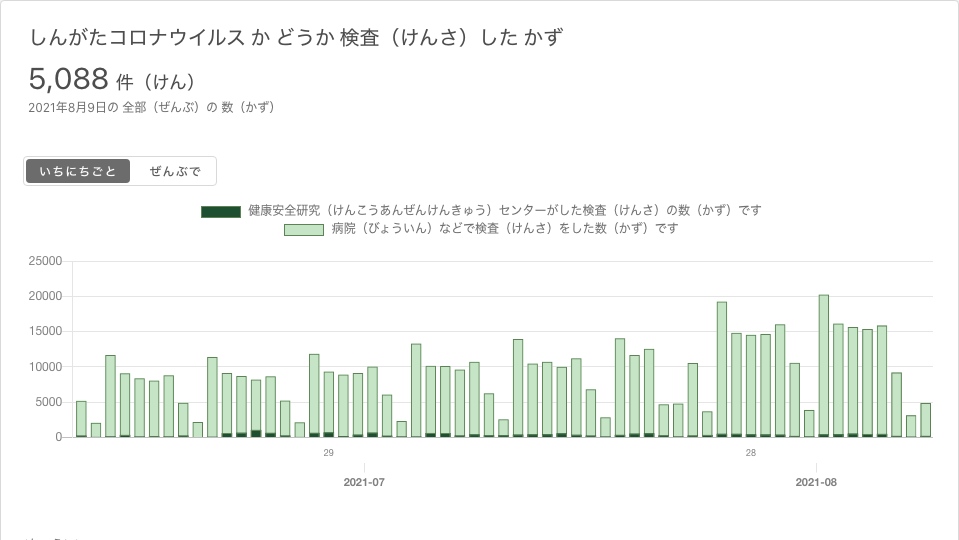 しんがたコロナウイルス か どうか 検査（けんさ）した かず
5,088 件（けん）
2021年8月9日の 全部（ぜんぶ）の 数（かず）
いちにちごと ぜんぶで
健康安全研究（けんこうあんぜんけんきゅう）センターがした検査（けんさ）の数（かず）です
病院（びょういん）などで検査（けんさ）をした数（かず）です
25000
20000
15000
10000
5000
0
29 28
2021-07 2021-08